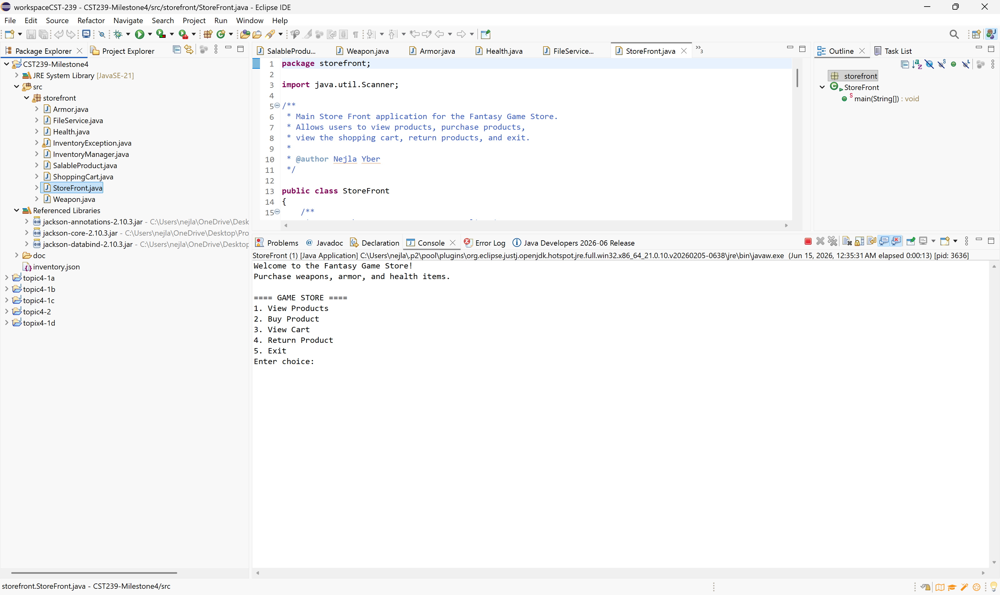 workspaceCST-239 - CST239-Milestone4/src/storefront/StoreFront.java - Eclipse IDE
File Edit Source Refactor Navigate Search Project Run Window Help
Package Explorer Project Explorer
CST239-Milestone4
JRE System Library [JavaSE-21]
src
storefront
Armor.java
FileService.java
Health.java
InventoryException.java
InventoryManager.java
SalableProduct.java
ShoppingCart.java
StoreFront.java
Weapon.java
Referenced Libraries
jackson-annotations-2.10.3.jar - C:\Users\nejla\OneDrive\Desk
jackson-core-2.10.3.jar - C:\Users\nejla\OneDrive\Desktop\Pro
jackson-databind-2.10.3.jar - C:\Users\nejla\OneDrive\Desktop
doc
inventory.json
topic4-1a
topic4-1b
topic4-1c
topic4-2
topix4-1d
SalableProdu... Weapon.java Armor.java Health.java FileService... StoreFront.java »3
1 package storefront;
2
3 import java.util.Scanner;
4
5 /**
6 * Main Store Front application for the Fantasy Game Store.
7 * Allows users to view products, purchase products,
8 * view the shopping cart, return products, and exit.
9 *
10 * @author Nejla Yber
11 */
12
13 public class StoreFront
14 {
15 /**
Outline Task List
storefront
StoreFront
main(String[]) : void
Problems Javadoc Declaration Console Error Log Java Developers 2026-06 Release
StoreFront (1) [Java Application] C:\Users\nejla\.p2\pool\plugins\org.eclipse.justj.openjdk.hotspot.jre.full.win32.x86_64_21.0.10.v20260205-0638\jre\bin\javaw.exe (Jun 15, 2026, 12:35:31 AM elapsed 0:00:13) [pid: 3636]
Welcome to the Fantasy Game Store!
Purchase weapons, armor, and health items.
==== GAME STORE ====
1. View Products
2. Buy Product
3. View Cart
4. Return Product
5. Exit
Enter choice:
storefront.StoreFront.java - CST239-Milestone4/src